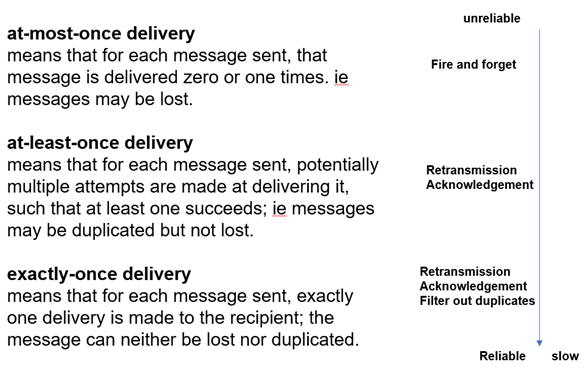 unreliable
at-most-once delivery
means that for each message sent, that
message is delivered zero or one times. ie
messages may be lost.
Fire and forget
at-least-once delivery
means that for each message sent, potentially
multiple attempts are made at delivering it,
such that at least one succeeds; ie messages
may be duplicated but not lost.
Retransmission
Acknowledgement
exactly-once delivery
means that for each message sent, exactly
one delivery is made to the recipient; the
message can neither be lost nor duplicated.
Retransmission
Acknowledgement
Filter out duplicates
Reliable slow